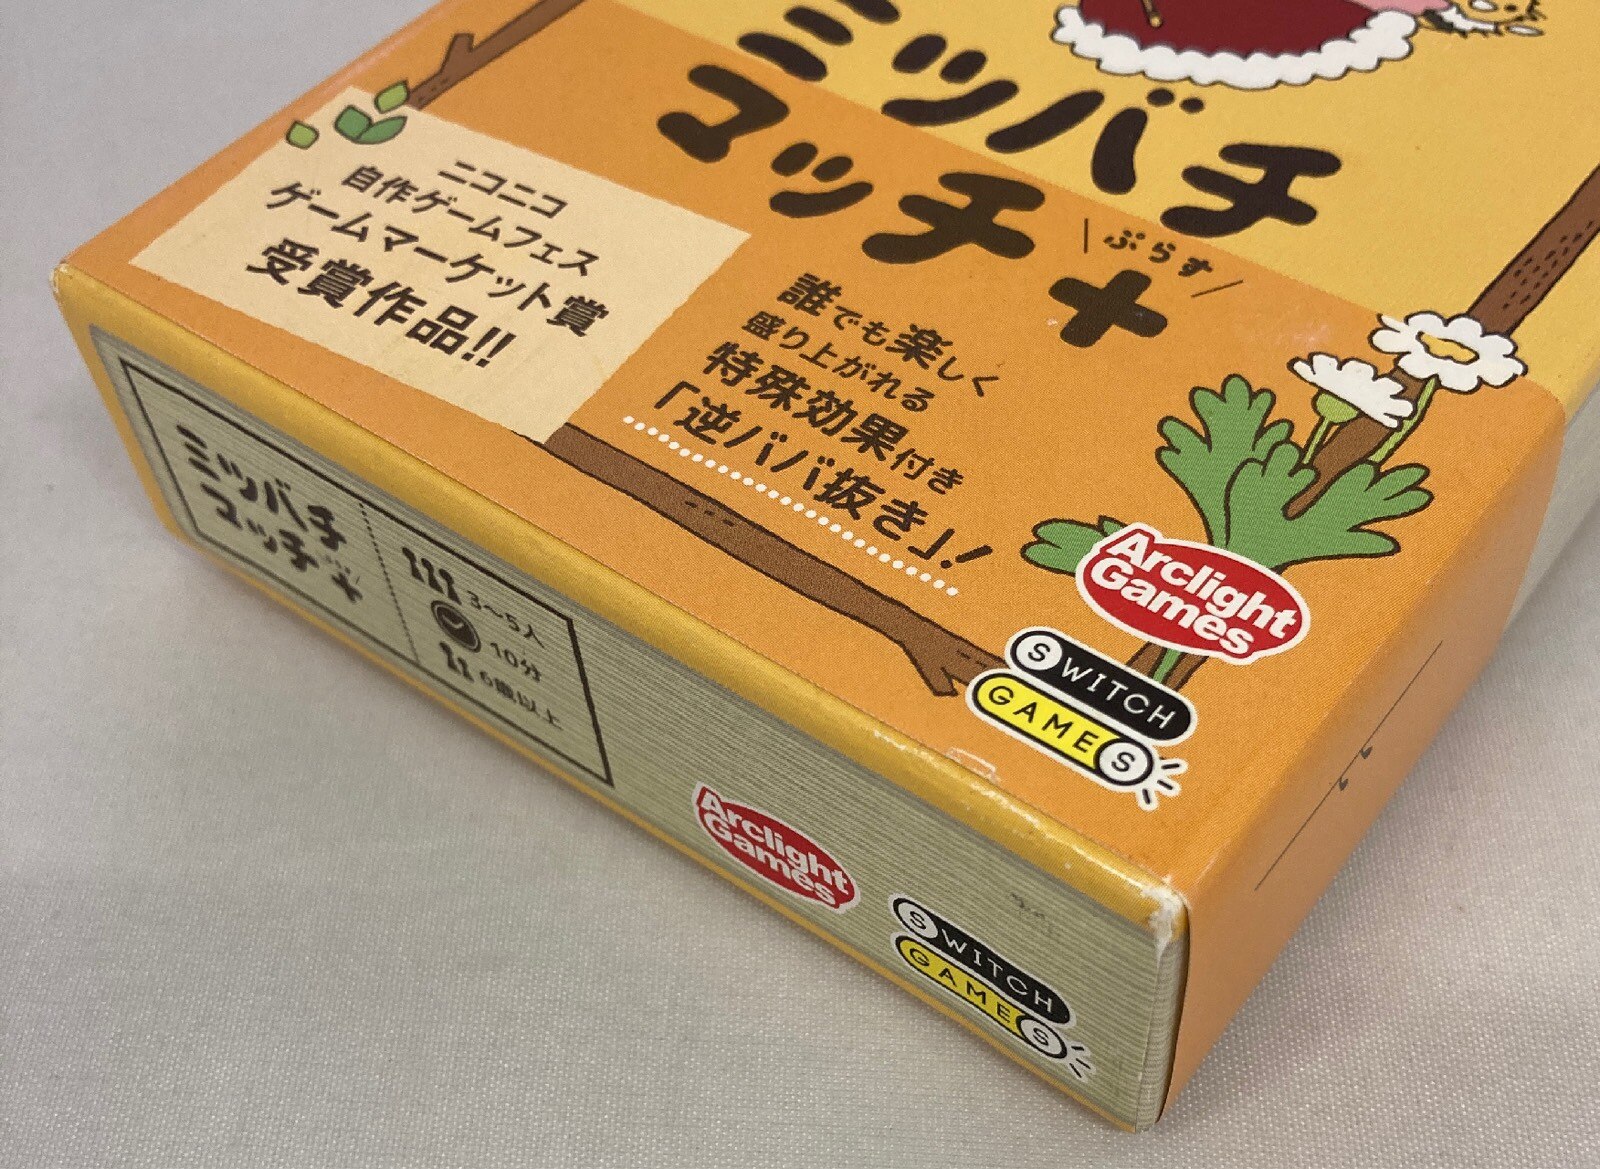 ミツバチ
マッチ+
ぷらす
ニコニコ
自作ゲームフェス
ゲームマーケット賞
受賞作品!!
誰でも楽しく
盛り上がれる
特殊効果付き
「逆ババ抜き」!
Arclight
Games
SWITCH
GAMES
ミツバチ
マッチ+
3〜5人
10分
6歳以上
Arclight
Games
SWITCH
GAMES